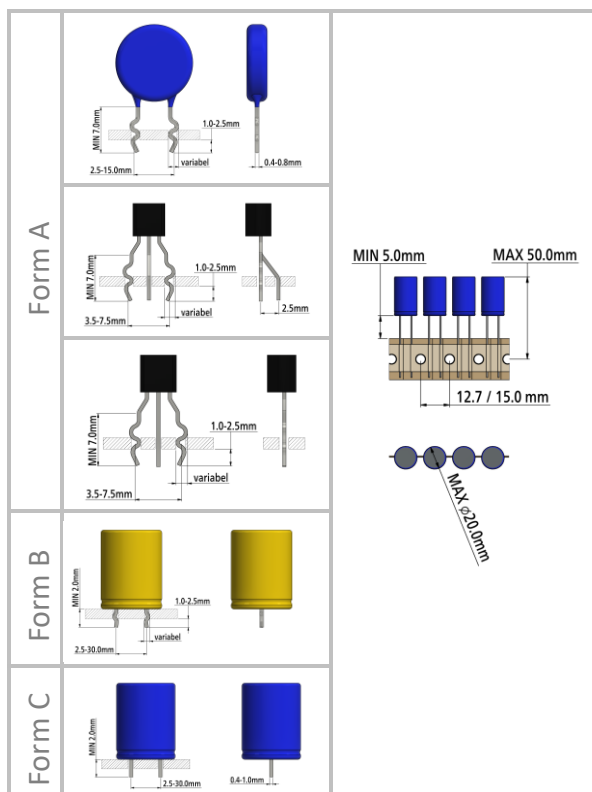 Form A
MIN 7.0mm
1.0-2.5mm
variabel
2.5-15.0mm
0.4-0.8mm
MIN 7.0mm
1.0-2.5mm
variabel
3.5-7.5mm
2.5mm
MIN 7.0mm
1.0-2.5mm
variabel
3.5-7.5mm
Form B
MIN 2.0mm
1.0-2.5mm
variabel
2.5-30.0mm
Form C
MIN 2.0mm
2.5-30.0mm
0.4-1.0mm
MIN 5.0mm
MAX 50.0mm
12.7 / 15.0 mm
MAX ø20.0mm